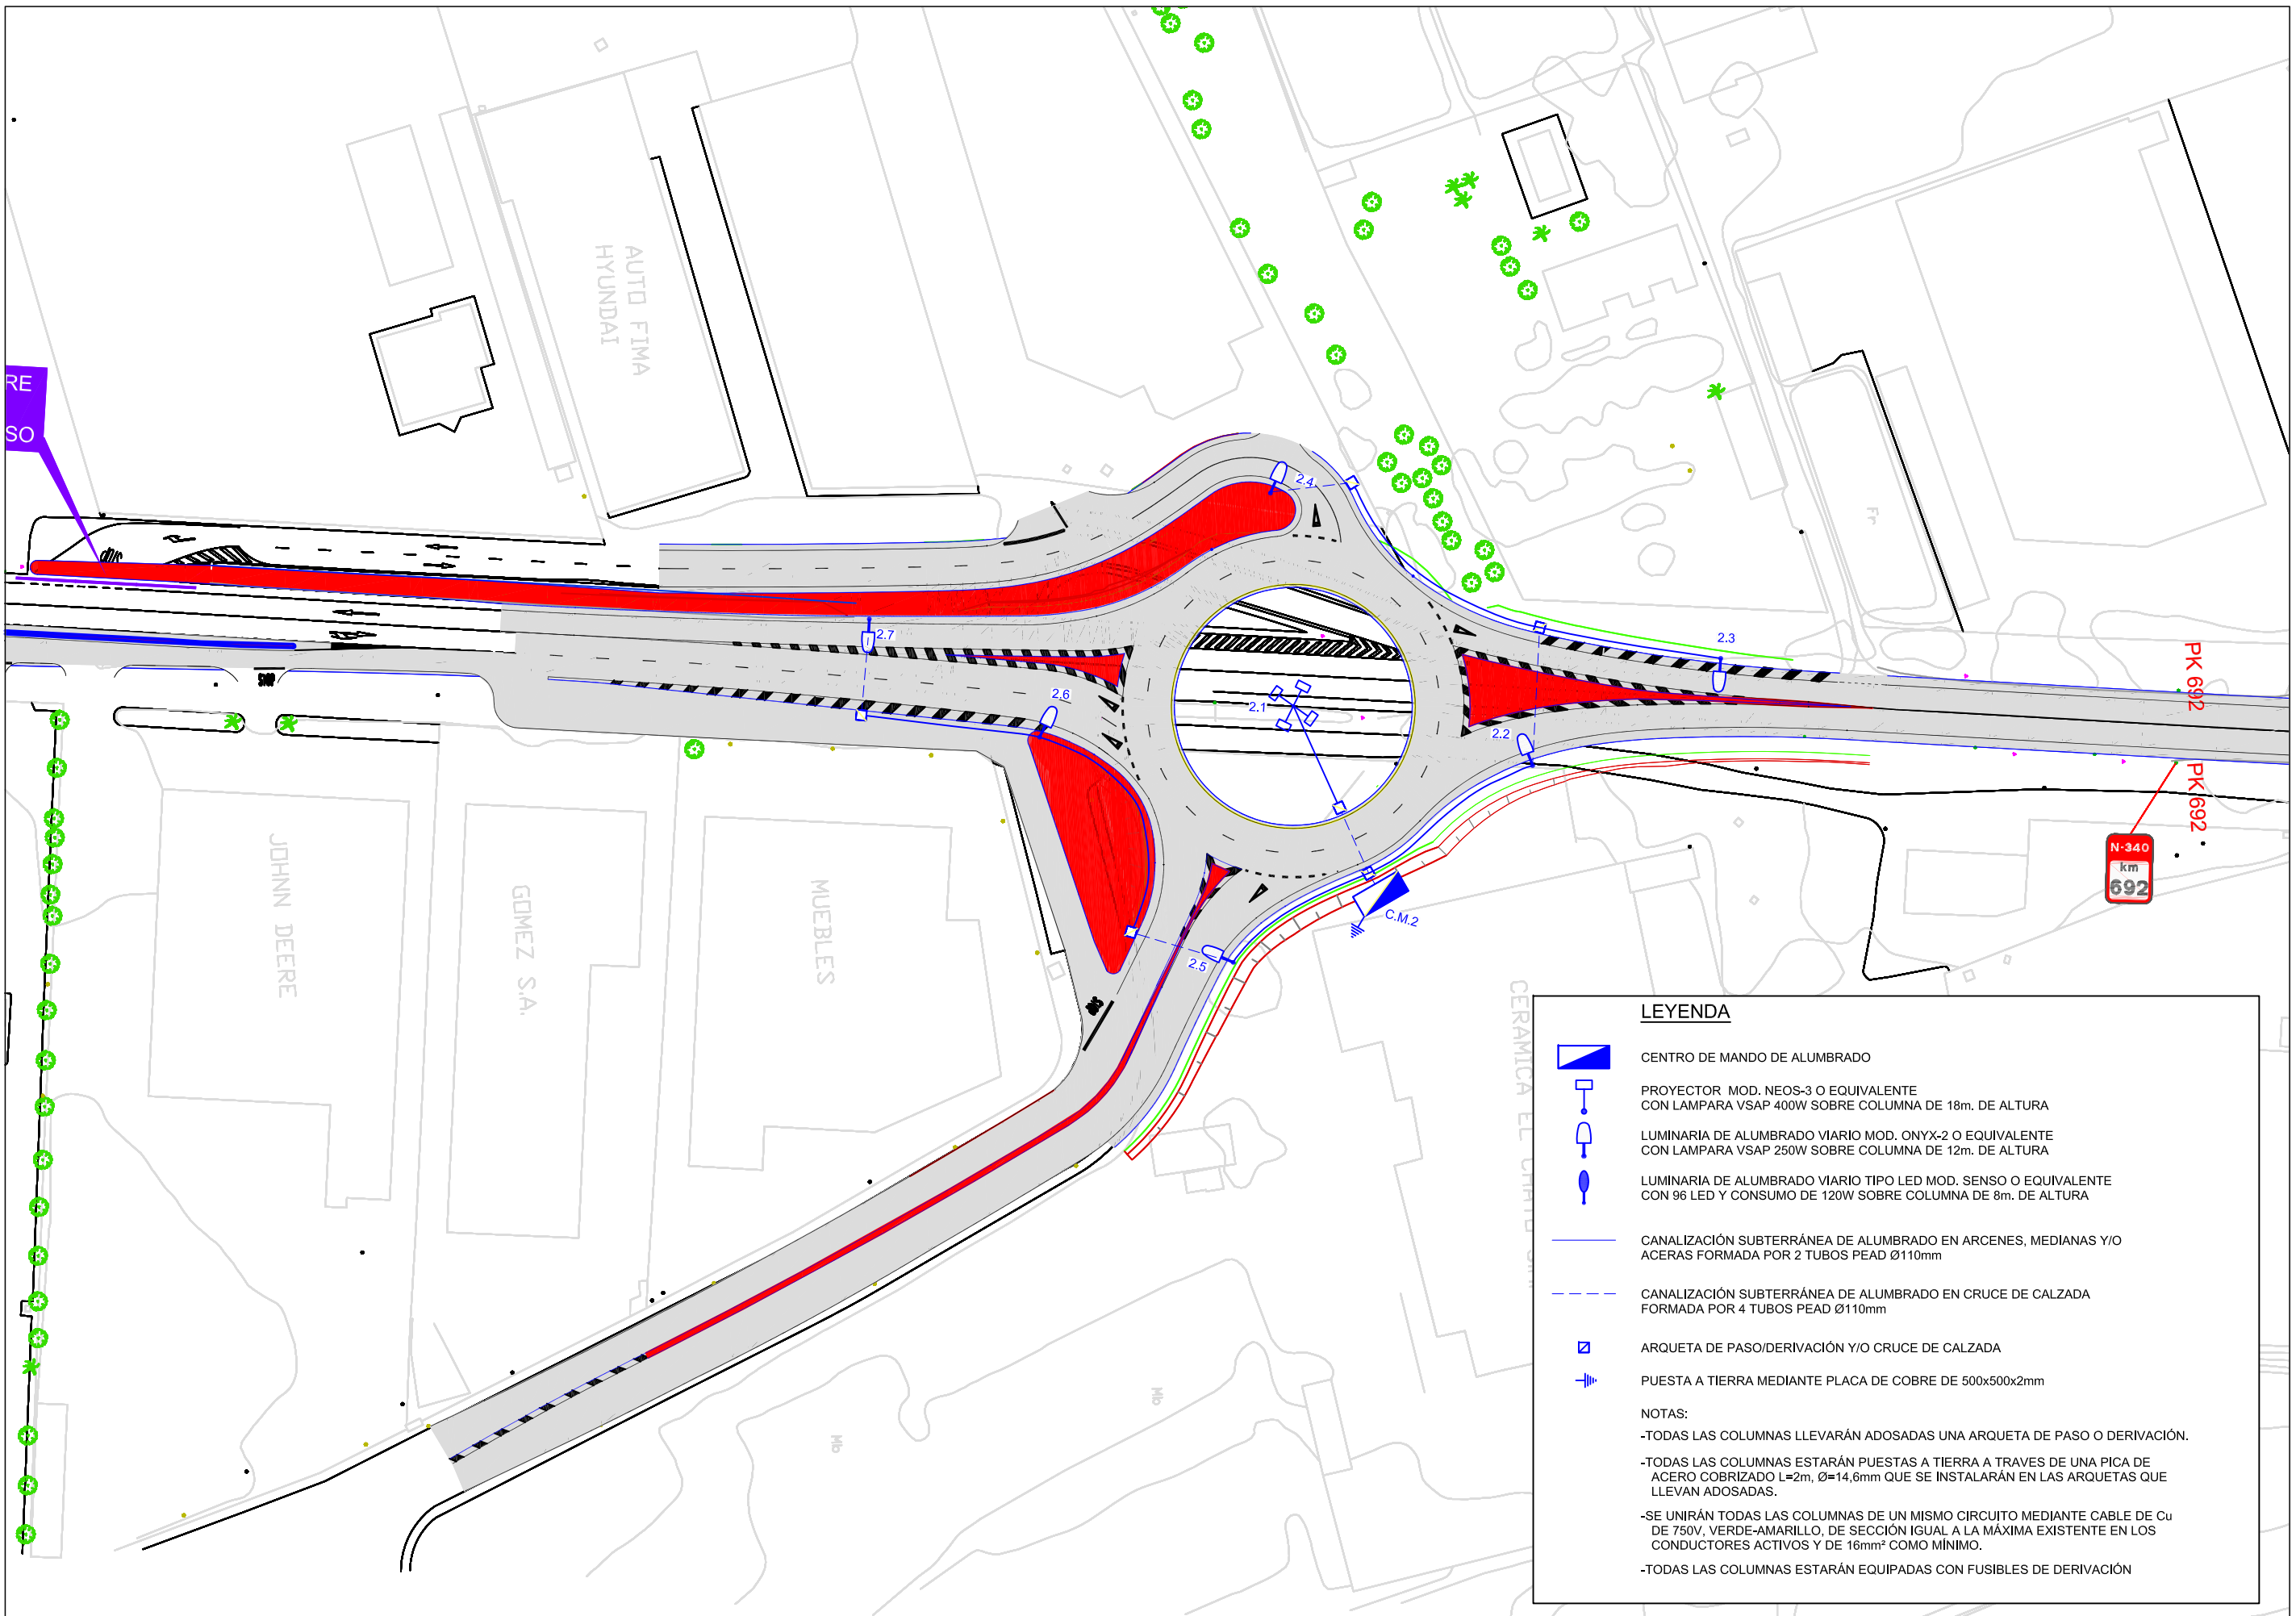 RE
SO
AUTO FIMA
HYUNDAI
STOP
STOP
2.4
2.7
2.6
2.1
2.3
2.2
2.5
C.M.2
Fr
PK 692
PK 692
N-340
km
692
JOHNN DEERE
GOMEZ S.A.
MUEBLES
STOP
CERAMICA EL
Mb
Mb
LEYENDA
CENTRO DE MANDO DE ALUMBRADO
PROYECTOR MOD. NEOS-3 O EQUIVALENTE
CON LAMPARA VSAP 400W SOBRE COLUMNA DE 18m. DE ALTURA
LUMINARIA DE ALUMBRADO VIARIO MOD. ONYX-2 O EQUIVALENTE
CON LAMPARA VSAP 250W SOBRE COLUMNA DE 12m. DE ALTURA
LUMINARIA DE ALUMBRADO VIARIO TIPO LED MOD. SENSO O EQUIVALENTE
CON 96 LED Y CONSUMO DE 120W SOBRE COLUMNA DE 8m. DE ALTURA
CANALIZACIÓN SUBTERRÁNEA DE ALUMBRADO EN ARCENES, MEDIANAS Y/O
ACERAS FORMADA POR 2 TUBOS PEAD Ø110mm
CANALIZACIÓN SUBTERRÁNEA DE ALUMBRADO EN CRUCE DE CALZADA
FORMADA POR 4 TUBOS PEAD Ø110mm
ARQUETA DE PASO/DERIVACIÓN Y/O CRUCE DE CALZADA
PUESTA A TIERRA MEDIANTE PLACA DE COBRE DE 500x500x2mm
NOTAS:
-TODAS LAS COLUMNAS LLEVARÁN ADOSADAS UNA ARQUETA DE PASO O DERIVACIÓN.
-TODAS LAS COLUMNAS ESTARÁN PUESTAS A TIERRA A TRAVES DE UNA PICA DE
ACERO COBRIZADO L=2m, Ø=14,6mm QUE SE INSTALARÁN EN LAS ARQUETAS QUE
LLEVAN ADOSADAS.
-SE UNIRÁN TODAS LAS COLUMNAS DE UN MISMO CIRCUITO MEDIANTE CABLE DE Cu
DE 750V, VERDE-AMARILLO, DE SECCIÓN IGUAL A LA MÁXIMA EXISTENTE EN LOS
CONDUCTORES ACTIVOS Y DE 16mm² COMO MÍNIMO.
-TODAS LAS COLUMNAS ESTARÁN EQUIPADAS CON FUSIBLES DE DERIVACIÓN